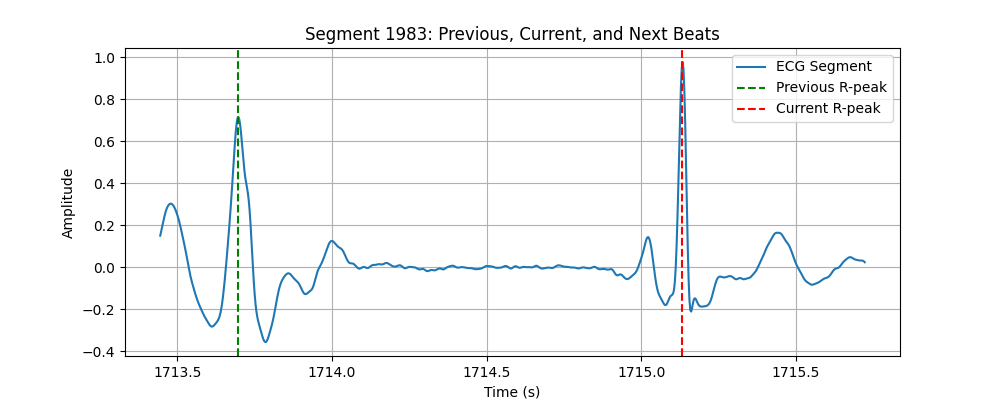 Segment 1983: Previous, Current, and Next Beats
1.0
0.8
0.6
0.4
0.2
0.0
−0.2
−0.4
Amplitude
ECG Segment
Previous R-peak
Current R-peak
1713.5
1714.0
1714.5
1715.0
1715.5
Time (s)